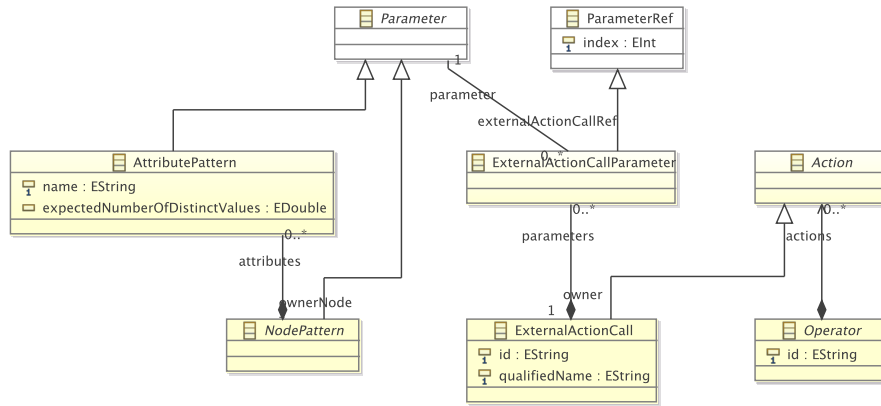 Parameter
ParameterRef
index : EInt
1
parameter
externalActionCallRef
0..*
AttributePattern
name : EString
expectedNumberOfDistinctValues : EDouble
ExternalActionCallParameter
Action
0..*
attributes
0..*
parameters
0..*
actions
ownerNode
1
owner
NodePattern
ExternalActionCall
id : EString
qualifiedName : EString
Operator
id : EString